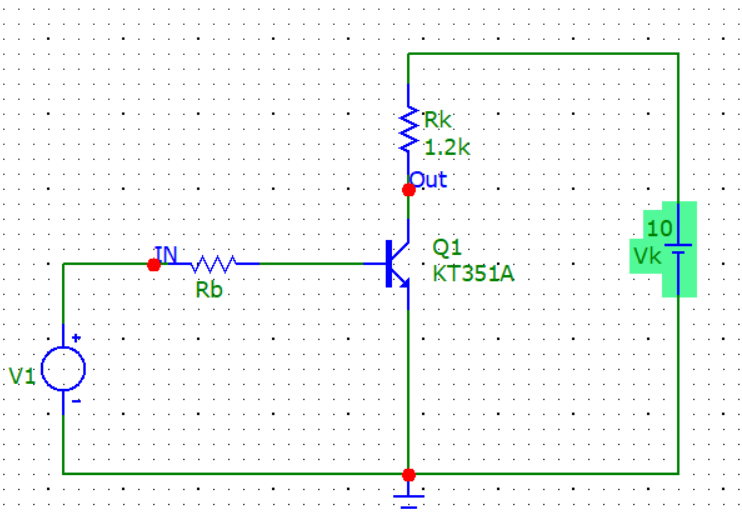 Rk
1.2k
Out
10
Vk
IN
Q1
KT351A
Rb
V1
+
-